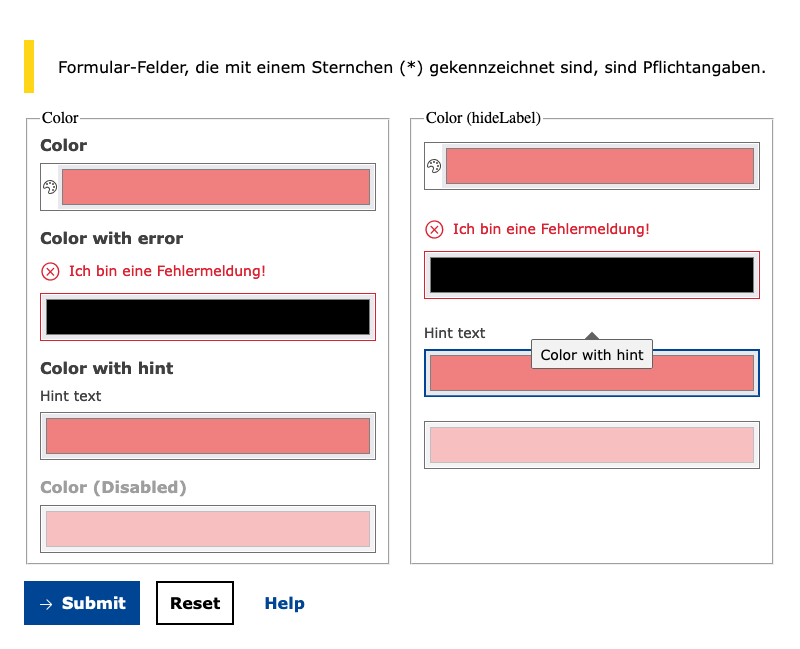 Formular-Felder, die mit einem Sternchen (*) gekennzeichnet sind, sind Pflichtangaben.
Color
Color
Color with error
Ich bin eine Fehlermeldung!
Color with hint
Hint text
Color (Disabled)
Color (hideLabel)
Ich bin eine Fehlermeldung!
Hint text
Color with hint
Submit
Reset
Help